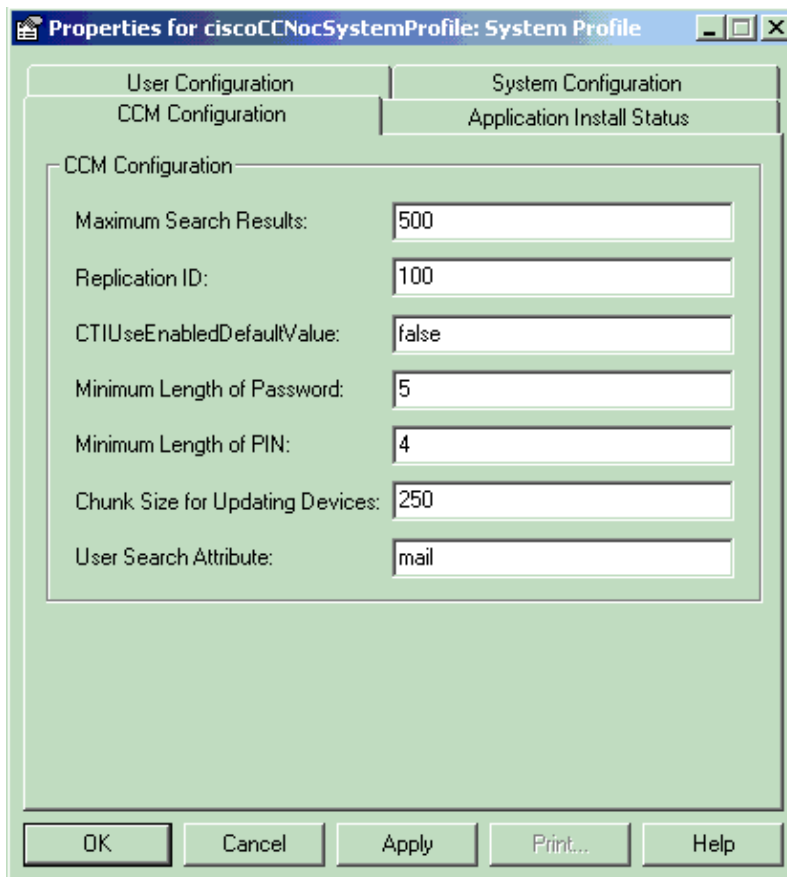 Properties for ciscoCCNocSystemProfile: System Profile
User Configuration
System Configuration
CCM Configuration
Application Install Status
CCM Configuration
Maximum Search Results: 500
Replication ID: 100
CTIUseEnabledDefaultValue: false
Minimum Length of Password: 5
Minimum Length of PIN: 4
Chunk Size for Updating Devices: 250
User Search Attribute: mail
OK
Cancel
Apply
Print...
Help